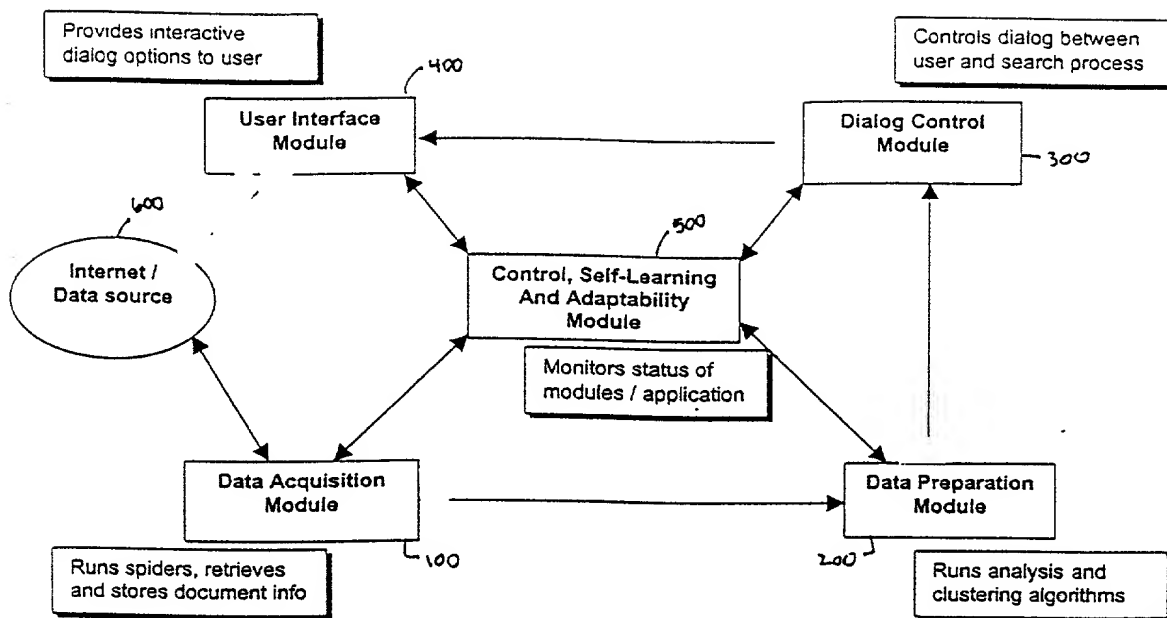 Provides interactive
dialog options to user
Controls dialog between
user and search process
400
User Interface
Module
Dialog Control
Module
300
600
Internet /
Data source
500
Control, Self-Learning
And Adaptability
Module
Monitors status of
modules / application
Data Acquisition
Module
Data Preparation
Module
100
200
Runs spiders, retrieves
and stores document info
Runs analysis and
clustering algorithms